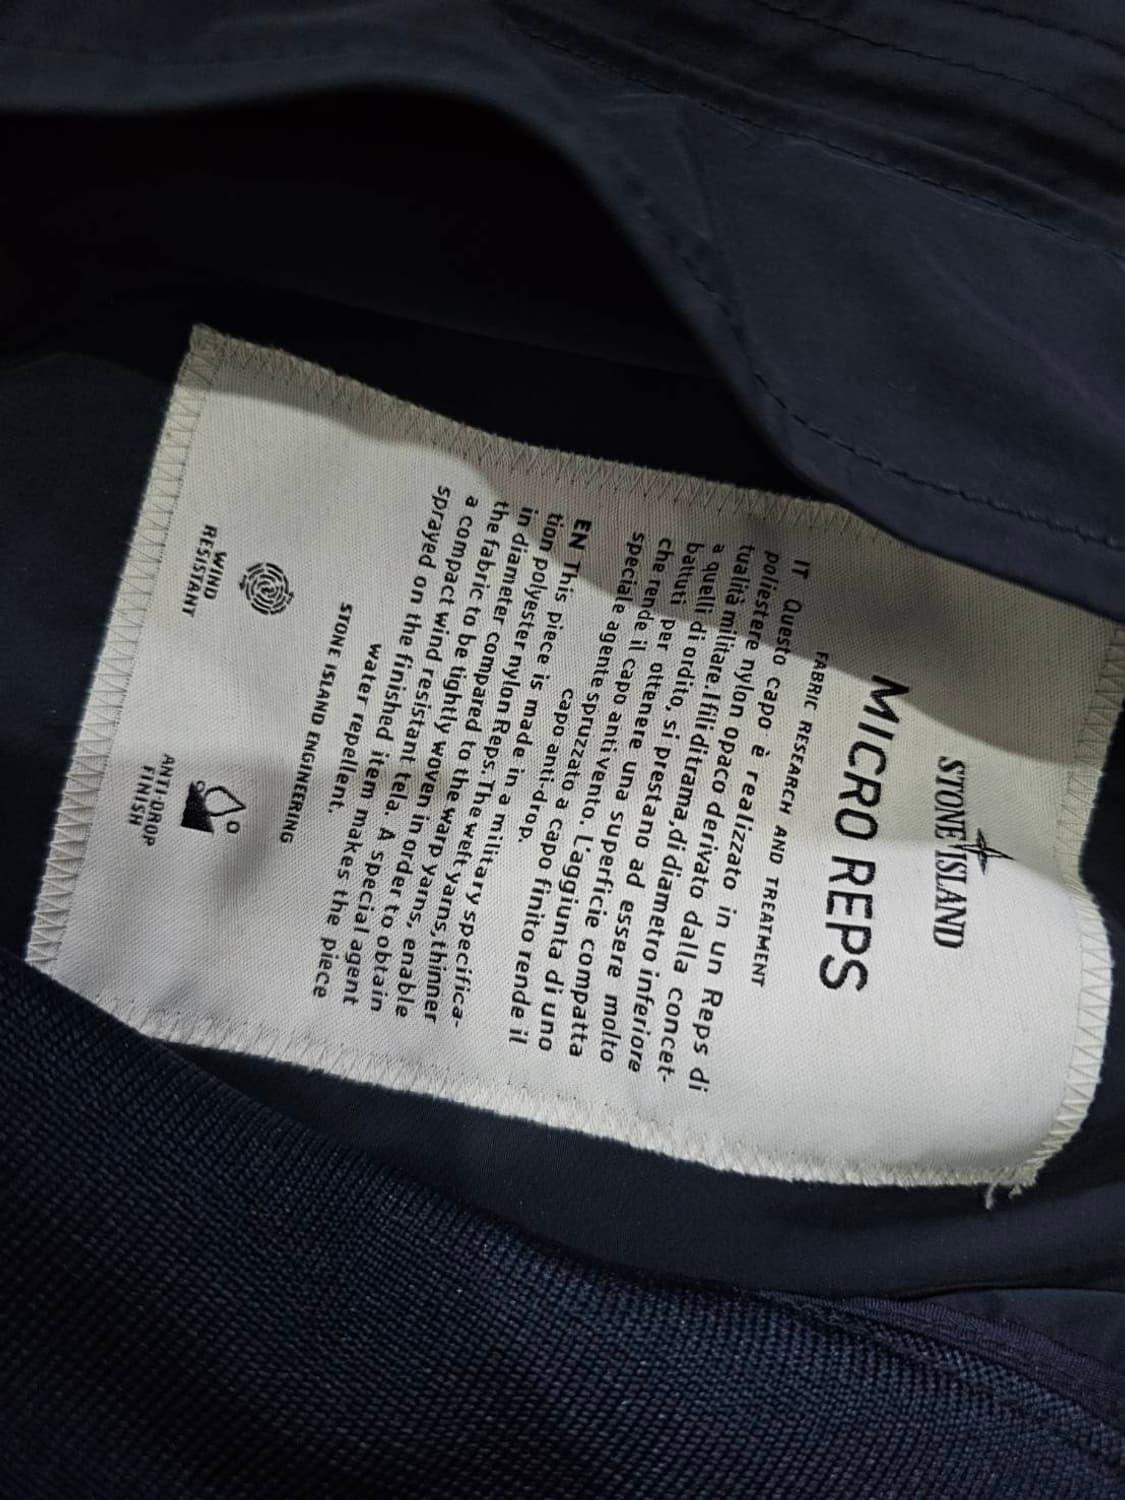 STONE ISLAND
MICRO REPS
FABRIC RESEARCH AND TREATMENT
IT Questo capo è realizzato in un Reps di
poliestere nylon opaco derivato dalla concet-
tualità militare. I fili di trama, di diametro inferiore
a quelli di ordito, si prestano ad essere molto
battuti per ottenere una superficie compatta
che rende il capo antivento. L'aggiunta di uno
speciale agente spruzzato a capo finito rende il
capo anti-drop.
EN This piece is made in a military specifica-
tion polyester nylon Reps. The weft yarns, thinner
in diameter compared to the warp yarns, enable
the fabric to be tightly woven in order to obtain
a compact wind resistant tela. A special agent
sprayed on the finished item makes the piece
water repellent.
STONE ISLAND ENGINEERING
WIND
RESISTANT
ANTI-DROP
FINISH